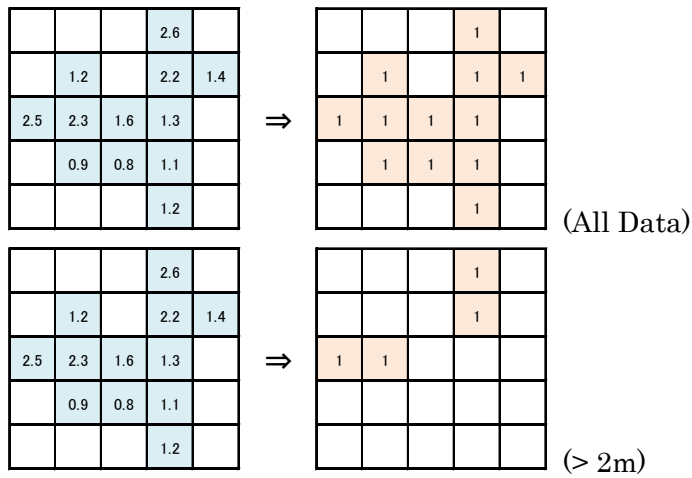 2.6 1
1.2 2.2 1.4 1 1 1
2.5 2.3 1.6 1.3 ⇒ 1 1 1 1
0.9 0.8 1.1 1 1 1
1.2 1 (All Data)
2.6 1
1.2 2.2 1.4 1
2.5 2.3 1.6 1.3 ⇒ 1 1
0.9 0.8 1.1
1.2 (> 2m)